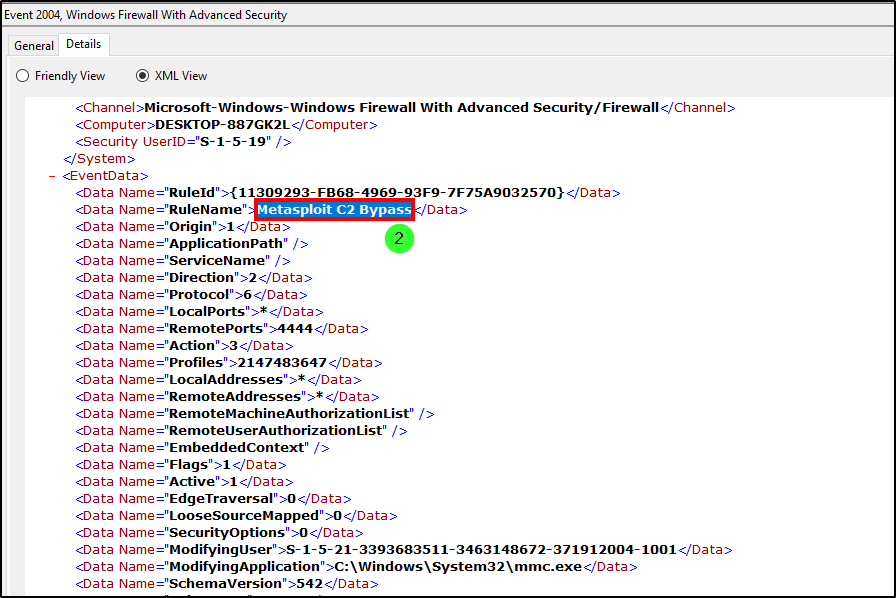 Event 2004, Windows Firewall With Advanced Security
General Details
Friendly View XML View
<Channel>Microsoft-Windows-Windows Firewall With Advanced Security/Firewall</Channel>
<Computer>DESKTOP-887GK2L</Computer>
<Security UserID="S-1-5-19" />
</System>
– <EventData>
<Data Name="RuleId">{11309293-FB68-4969-93F9-7F75A9032570}</Data>
<Data Name="RuleName">Metasploit C2 Bypass</Data>
<Data Name="Origin">1</Data>
2
<Data Name="ApplicationPath" />
<Data Name="ServiceName" />
<Data Name="Direction">2</Data>
<Data Name="Protocol">6</Data>
<Data Name="LocalPorts">*</Data>
<Data Name="RemotePorts">4444</Data>
<Data Name="Action">3</Data>
<Data Name="Profiles">2147483647</Data>
<Data Name="LocalAddresses">*</Data>
<Data Name="RemoteAddresses">*</Data>
<Data Name="RemoteMachineAuthorizationList" />
<Data Name="RemoteUserAuthorizationList" />
<Data Name="EmbeddedContext" />
<Data Name="Flags">1</Data>
<Data Name="Active">1</Data>
<Data Name="EdgeTraversal">0</Data>
<Data Name="LooseSourceMapped">0</Data>
<Data Name="SecurityOptions">0</Data>
<Data Name="ModifyingUser">S-1-5-21-3393683511-3463148672-371912004-1001</Data>
<Data Name="ModifyingApplication">C:\Windows\System32\mmc.exe</Data>
<Data Name="SchemaVersion">542</Data>